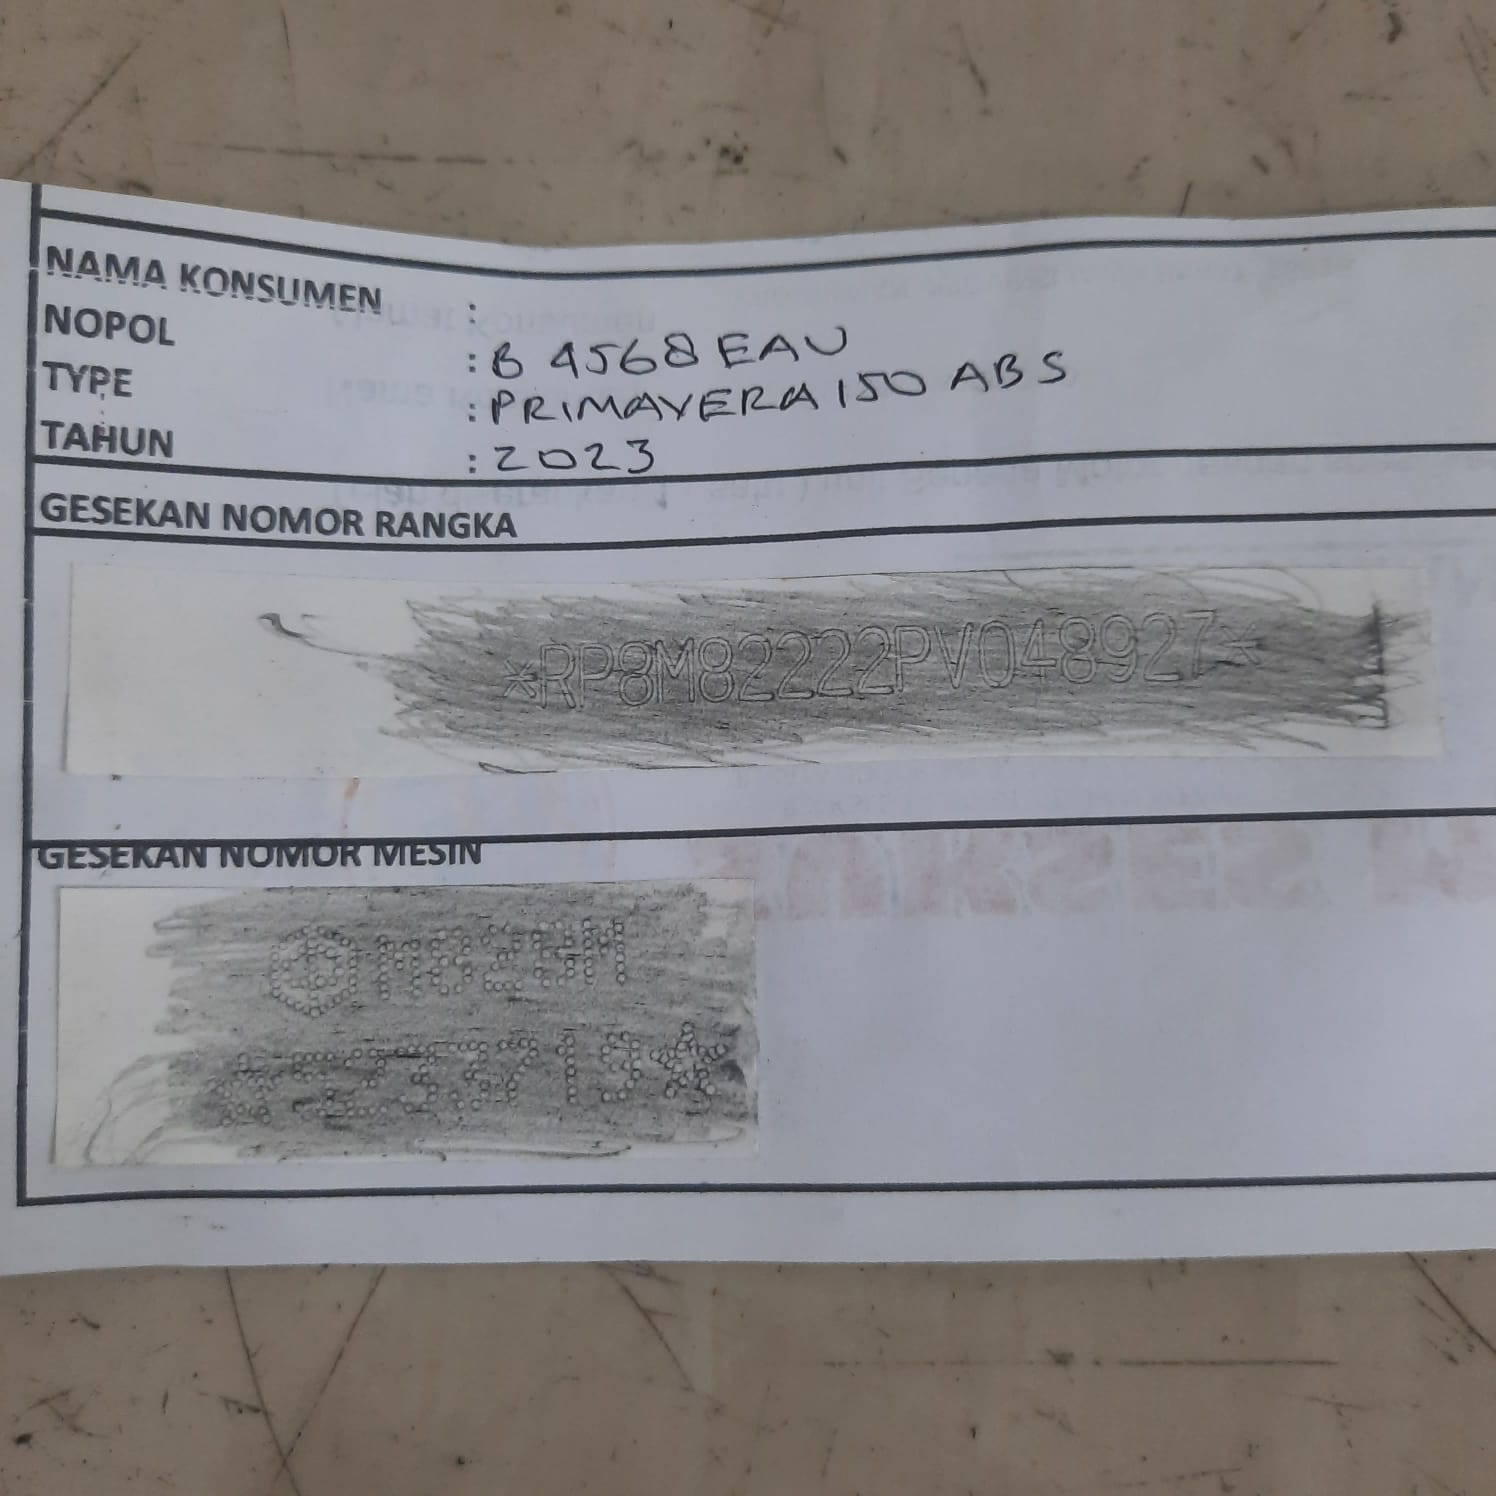 NAMA KONSUMEN :
NOPOL : B 4568 EAU
TYPE : PRIMAVERA 150 ABS
TAHUN : 2023
GESEKAN NOMOR RANGKA
*RP8M82222PV048927*
GESEKAN NOMOR MESIN